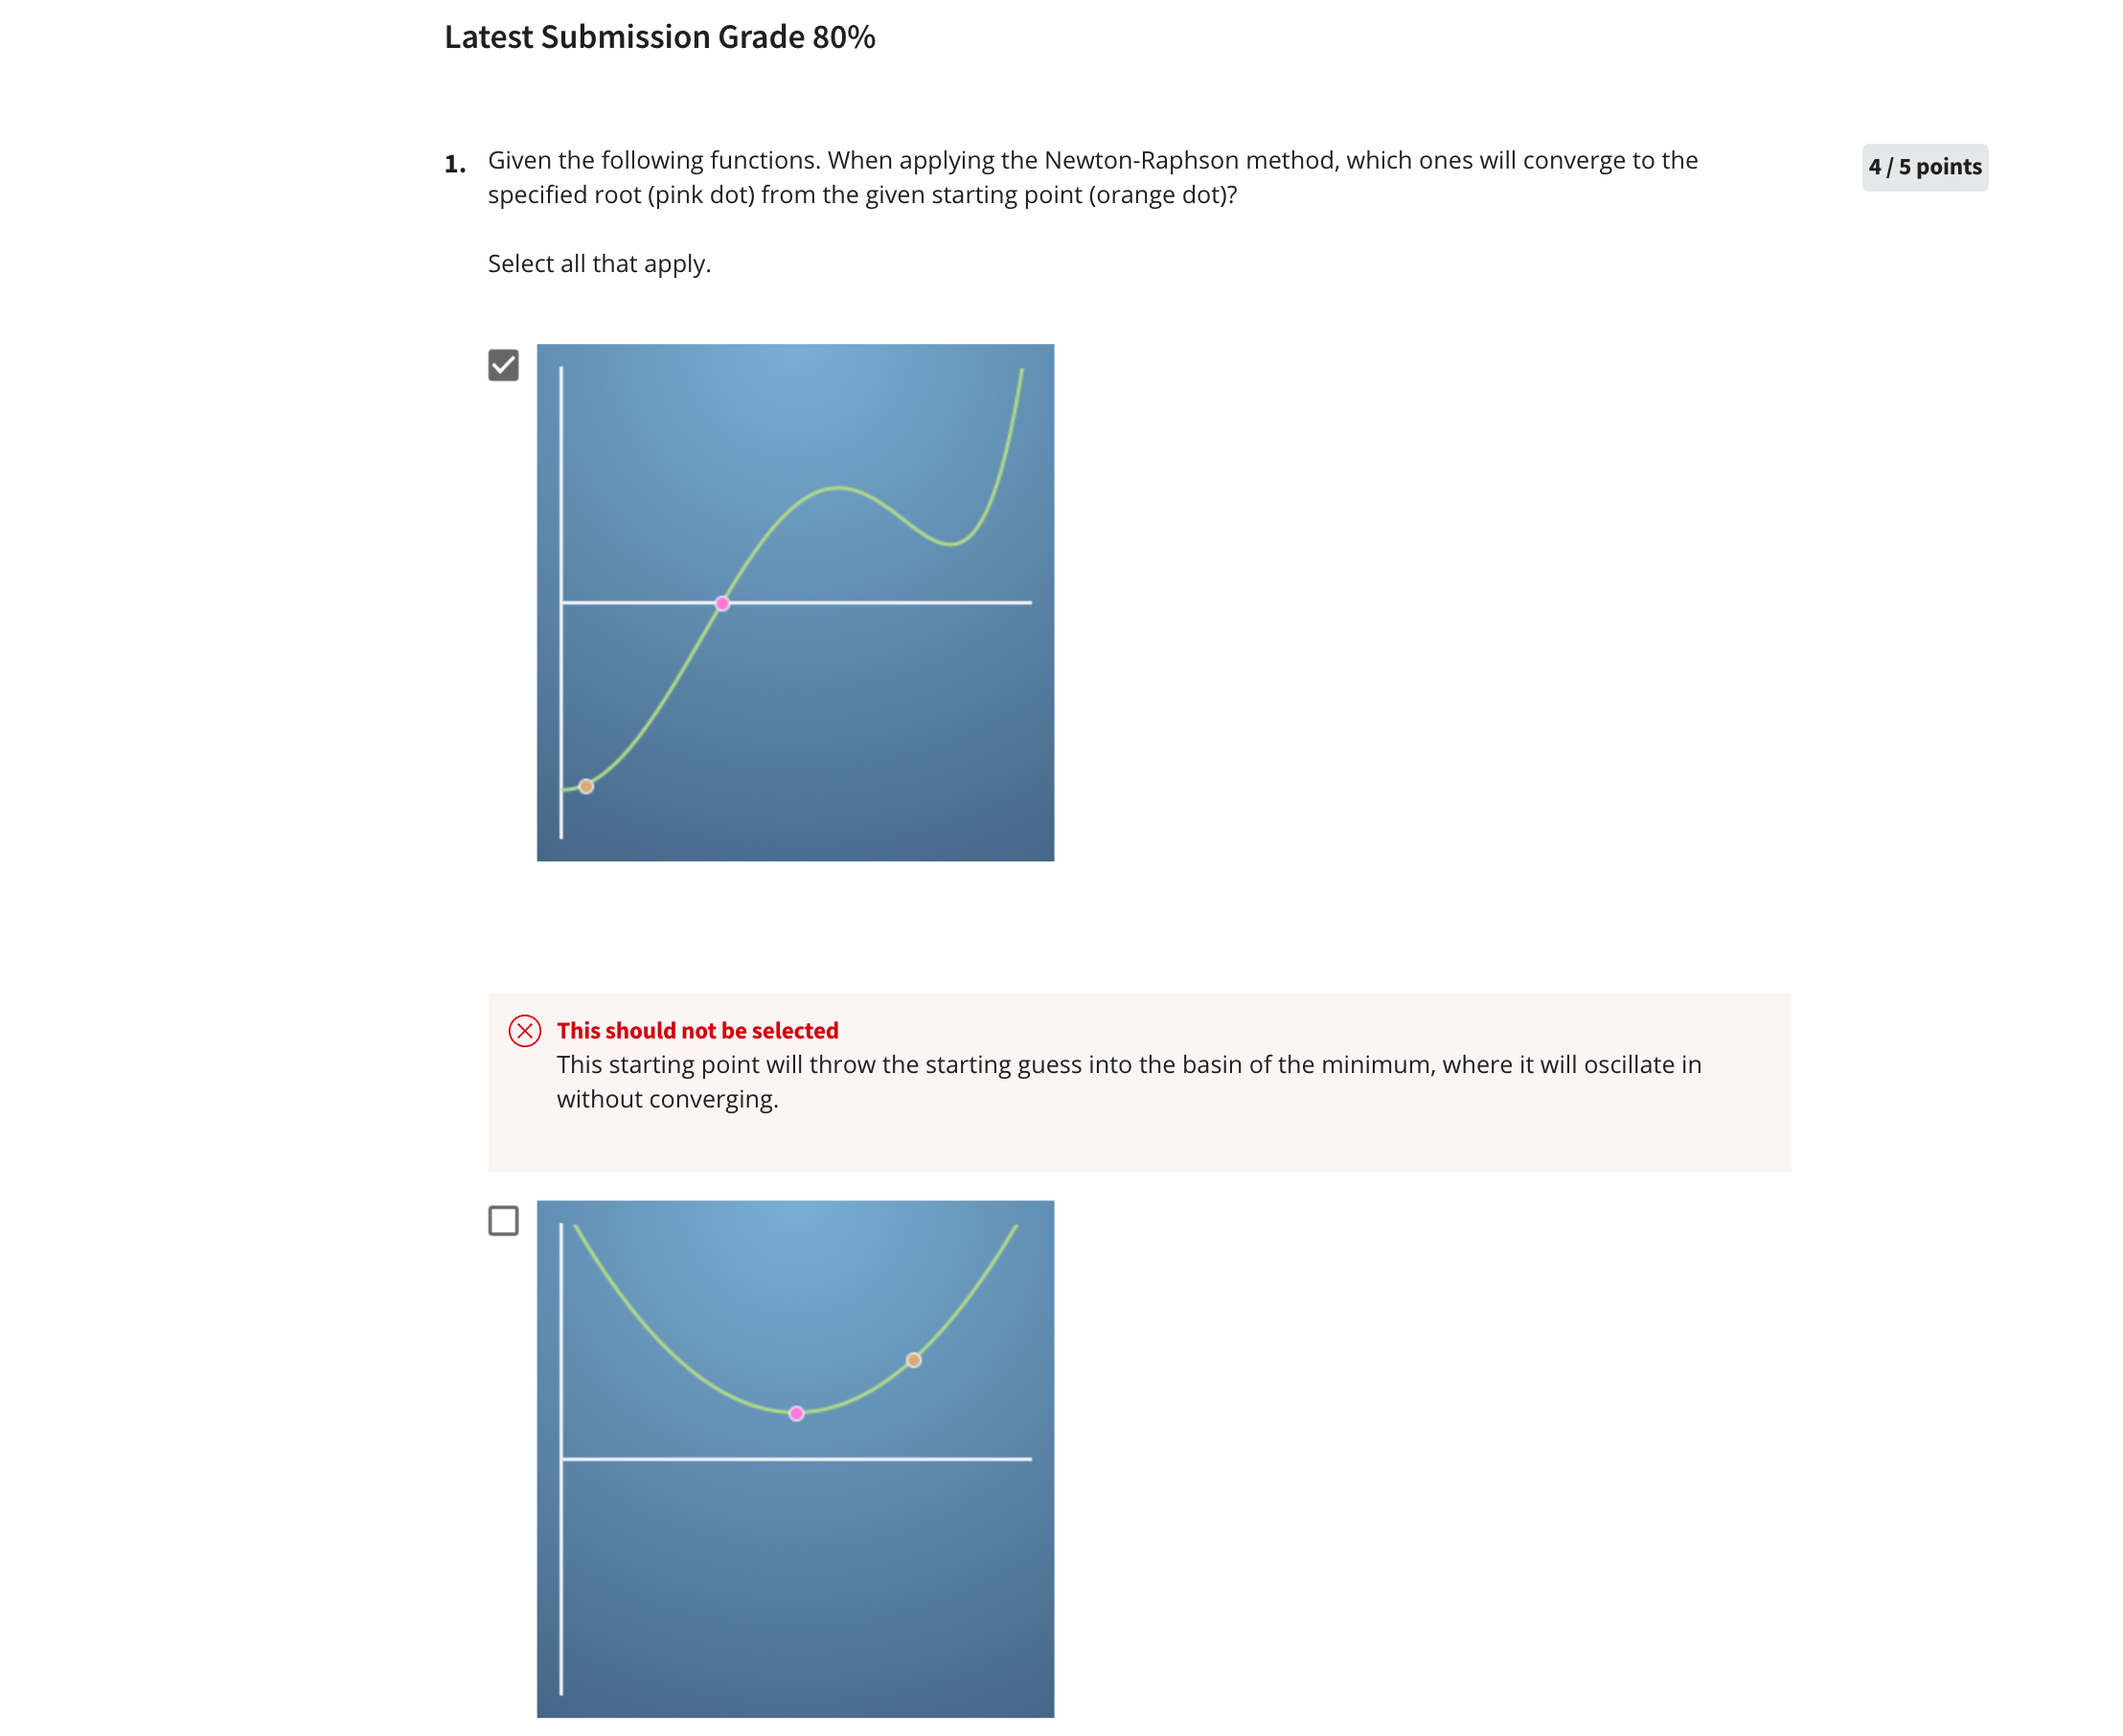 Latest Submission Grade 80%
1. Given the following functions. When applying the Newton-Raphson method, which ones will converge to the
specified root (pink dot) from the given starting point (orange dot)?
4 / 5 points
Select all that apply.
This should not be selected
This starting point will throw the starting guess into the basin of the minimum, where it will oscillate in
without converging.